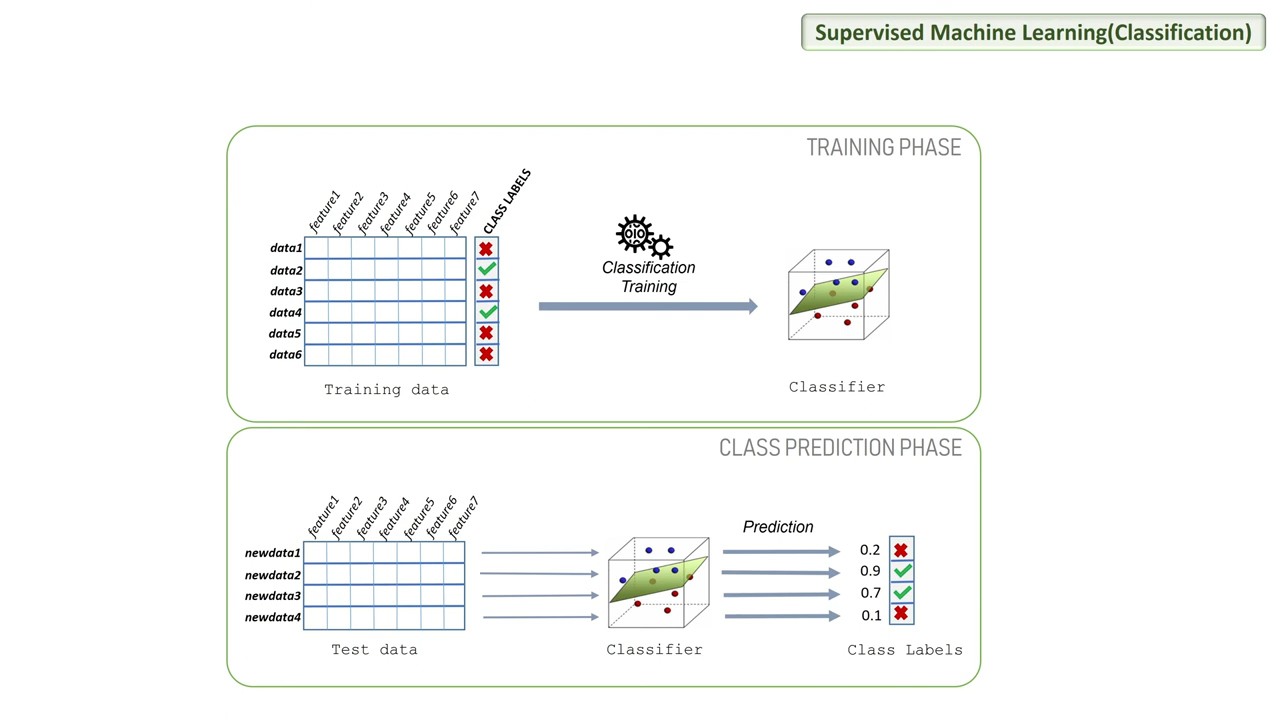 Supervised Machine Learning(Classification)
TRAINING PHASE
feature1 feature2 feature3 feature4 feature5 feature6 feature7 CLASS LABELS
data1
data2
data3
data4
data5
data6
Training data
Classification
Training
Classifier
CLASS PREDICTION PHASE
feature1 feature2 feature3 feature4 feature5 feature6 feature7
newdata1
newdata2
newdata3
newdata4
Test data
Classifier
Prediction
0.2
0.9
0.7
0.1
Class Labels